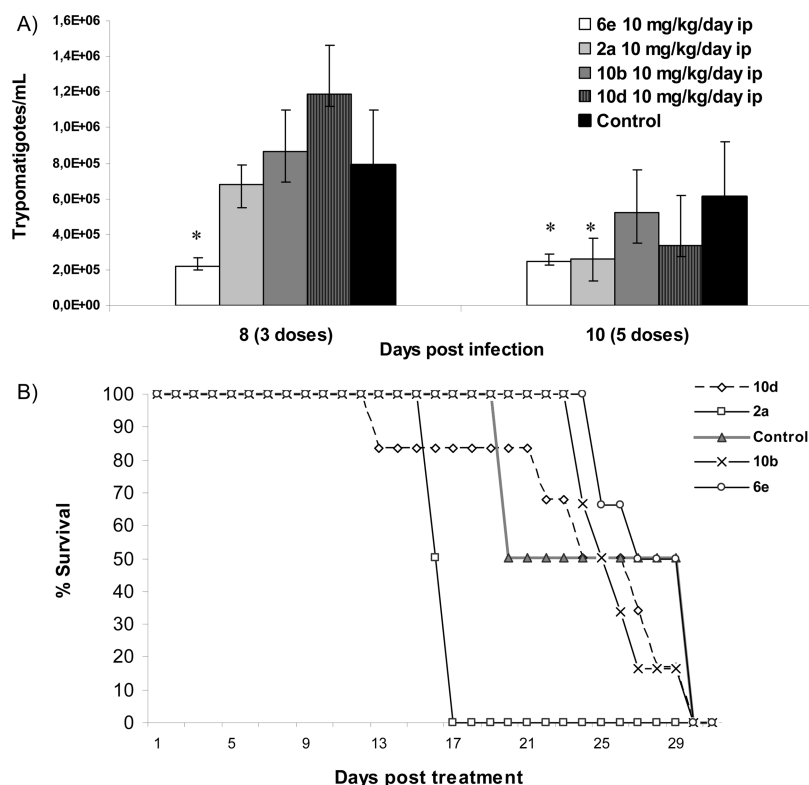 A)
1,6E+06
1,4E+06
1,2E+06
1,0E+06
8,0E+05
6,0E+05
4,0E+05
2,0E+05
0,0E+00
Trypomatigotes/mL
6e 10 mg/kg/day ip
2a 10 mg/kg/day ip
10b 10 mg/kg/day ip
10d 10 mg/kg/day ip
Control
*
* *
8 (3 doses) 10 (5 doses)
Days post infection
B)
100
90
80
70
60
50
40
30
20
10
0
% Survival
1 5 9 13 17 21 25 29
Days post treatment
10d
2a
Control
10b
6e